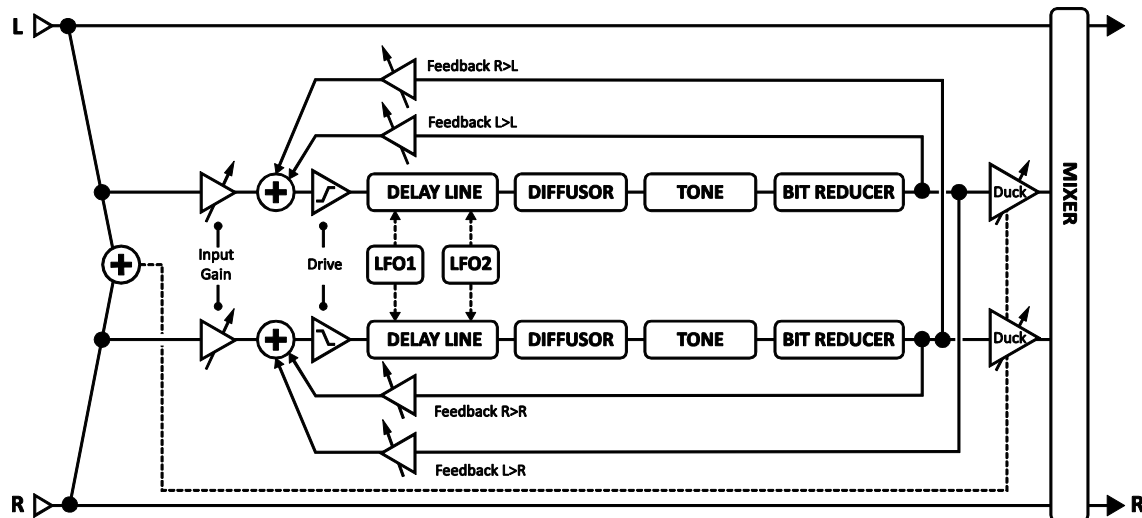 L
Feedback R>L
Feedback L>L
DELAY LINE
DIFFUSOR
TONE
BIT REDUCER
Duck
MIXER
Input
Gain
Drive
LFO1
LFO2
DELAY LINE
DIFFUSOR
TONE
BIT REDUCER
Duck
Feedback R>R
Feedback L>R
R
R